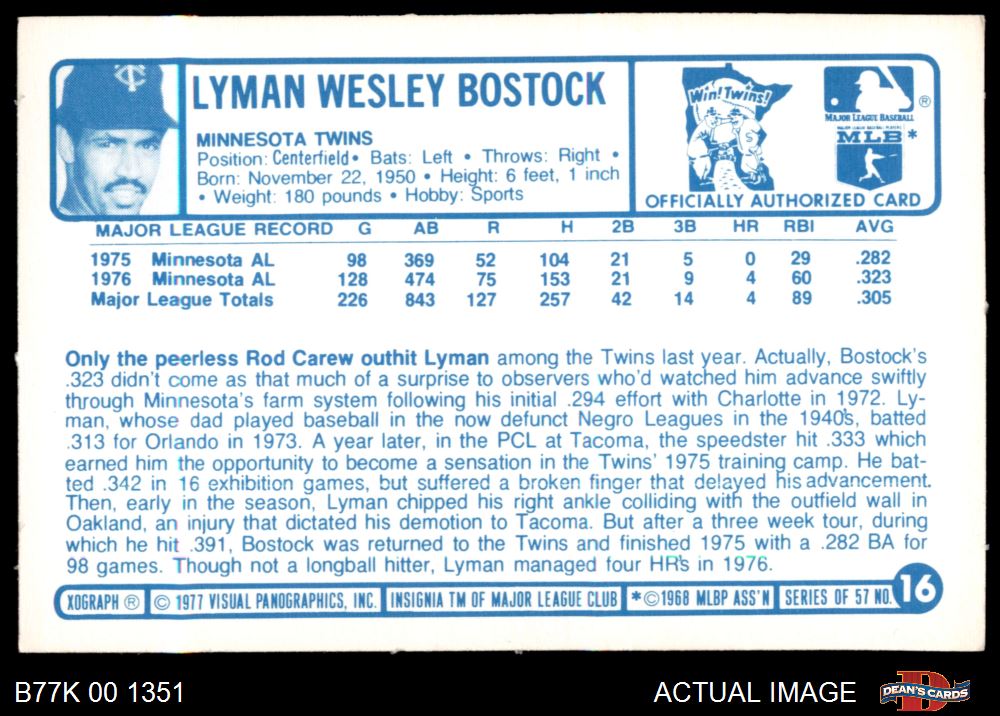 TC
LYMAN WESLEY BOSTOCK
MINNESOTA TWINS
Position: Centerfield • Bats: Left • Throws: Right •
Born: November 22, 1950 • Height: 6 feet, 1 inch
• Weight: 180 pounds • Hobby: Sports
Win! Twins!
®
MAJOR LEAGUE BASEBALL
MAJOR LEAGUE BASEBALL PLAYERS
MLB *
OFFICIALLY AUTHORIZED CARD
MAJOR LEAGUE RECORD G AB R H 2B 3B HR RBI AVG
1975 Minnesota AL 98 369 52 104 21 5 0 29 .282
1976 Minnesota AL 128 474 75 153 21 9 4 60 .323
Major League Totals 226 843 127 257 42 14 4 89 .305
Only the peerless Rod Carew outhit Lyman among the Twins last year. Actually, Bostock's
.323 didn't come as that much of a surprise to observers who'd watched him advance swiftly
through Minnesota's farm system following his initial .294 effort with Charlotte in 1972. Ly-
man, whose dad played baseball in the now defunct Negro Leagues in the 1940's, batted
.313 for Orlando in 1973. A year later, in the PCL at Tacoma, the speedster hit .333 which
earned him the opportunity to become a sensation in the Twins' 1975 training camp. He bat-
ted .342 in 16 exhibition games, but suffered a broken finger that delayed his advancement.
Then, early in the season, Lyman chipped his right ankle colliding with the outfield wall in
Oakland, an injury that dictated his demotion to Tacoma. But after a three week tour, during
which he hit .391, Bostock was returned to the Twins and finished 1975 with a .282 BA for
98 games. Though not a longball hitter, Lyman managed four HR's in 1976.
XOGRAPH ® © 1977 VISUAL PANOGRAPHICS, INC. INSIGNIA TM OF MAJOR LEAGUE CLUB *©1968 MLBP ASS'N SERIES OF 57 NO. 16
B77K 00 1351
ACTUAL IMAGE
D
DEAN'S CARDS